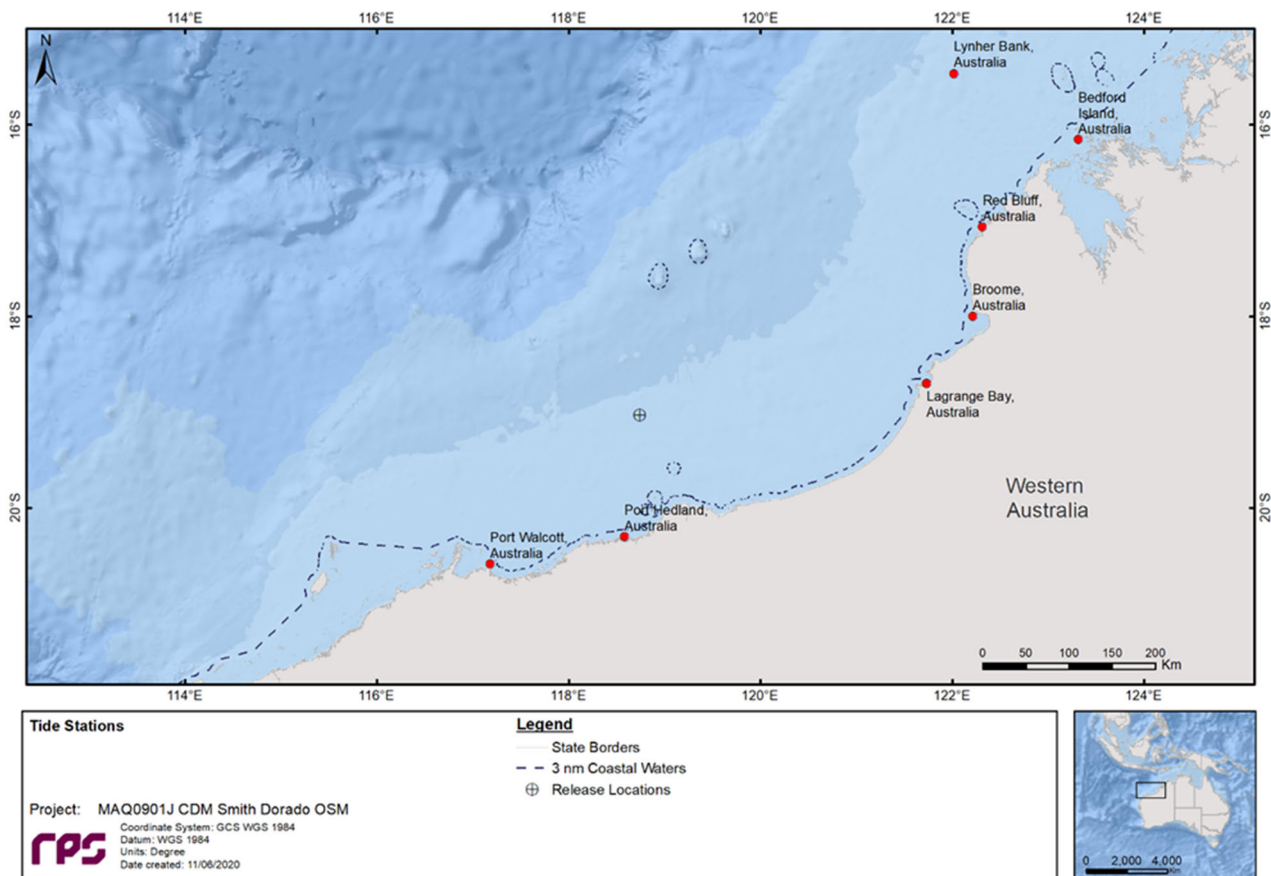 114°E 116°E 118°E 120°E 122°E 124°E
N
Lynher Bank,
Australia
Bedford
Island,
Australia
16°S 16°S
Red Bluff,
Australia
Broome,
Australia
18°S 18°S
Lagrange Bay,
Australia
Western
Australia
20°S 20°S
Port Hedland,
Australia
Port Walcott,
Australia
0 50 100 150 200
Km
114°E 116°E 118°E 120°E 122°E 124°E
Tide Stations
Legend
State Borders
3 nm Coastal Waters
Release Locations
Project: MAQ0901J CDM Smith Dorado OSM
rps
Coordinate System: GCS WGS 1984
Datum: WGS 1984
Units: Degree
Date created: 11/06/2020
0 2,000 4,000
Km